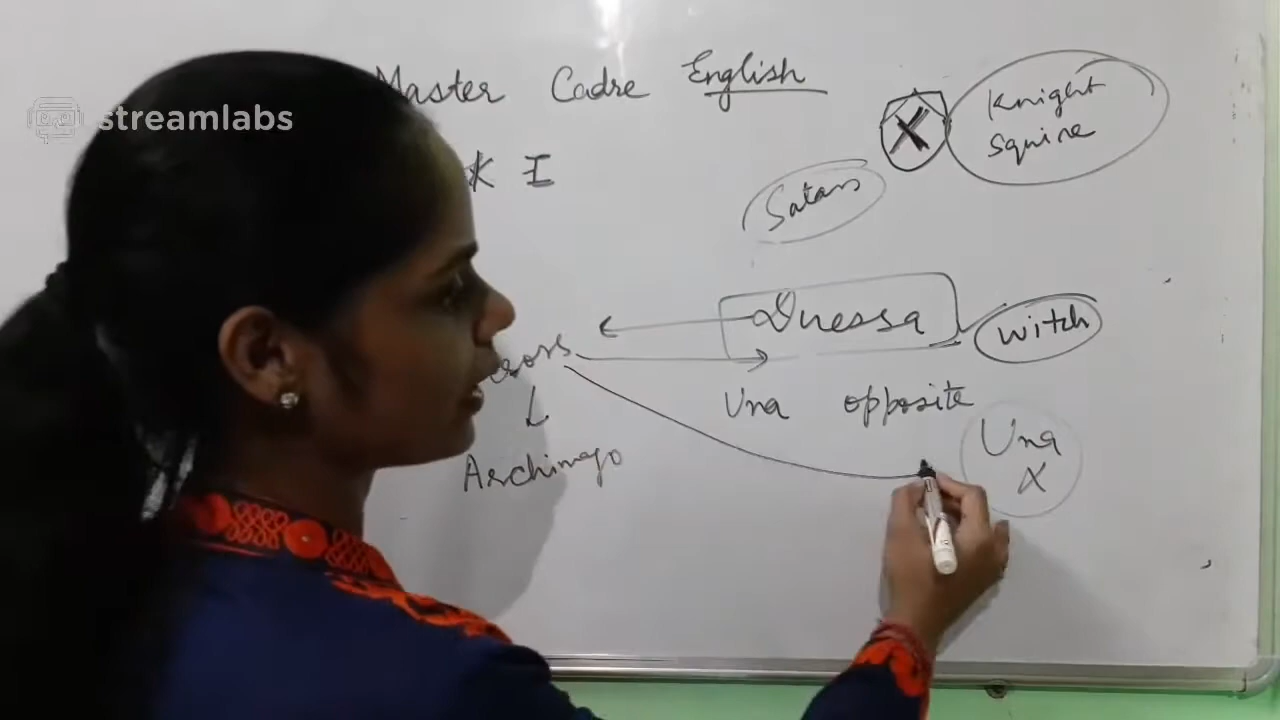 streamlabs
Master Cadre English
Knight
Squire
K I
Satan
Duessa
witch
Una opposite
Una
X
Archimago